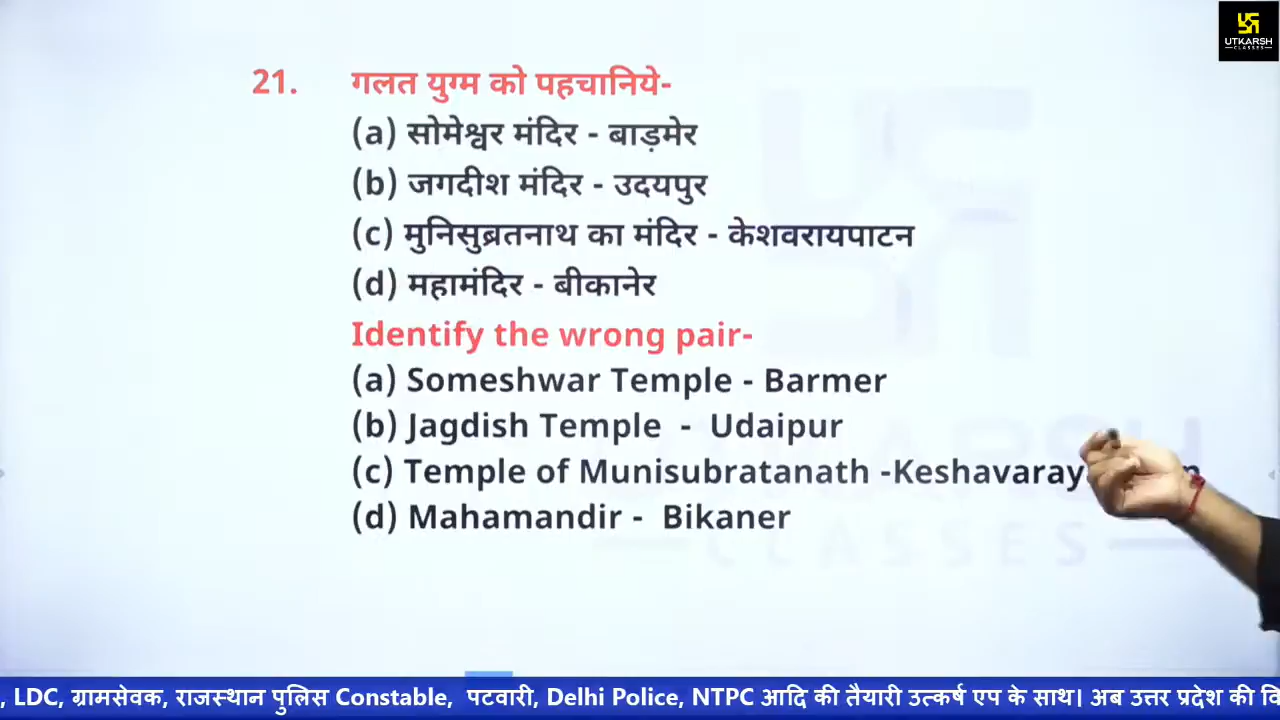 UTKARSH
CLASSES
21. गलत युग्म को पहचानिये-
(a) सोमेश्वर मंदिर - बाड़मेर
(b) जगदीश मंदिर - उदयपुर
(c) मुनिसुब्रतनाथ का मंदिर - केशवरायपाटन
(d) महामंदिर - बीकानेर
Identify the wrong pair-
(a) Someshwar Temple - Barmer
(b) Jagdish Temple - Udaipur
(c) Temple of Munisubratanath -Keshavaray
(d) Mahamandir - Bikaner
CLASSES
, LDC, ग्रामसेवक, राजस्थान पुलिस Constable, पटवारी, Delhi Police, NTPC आदि की तैयारी उत्कर्ष एप के साथ। अब उत्तर प्रदेश की